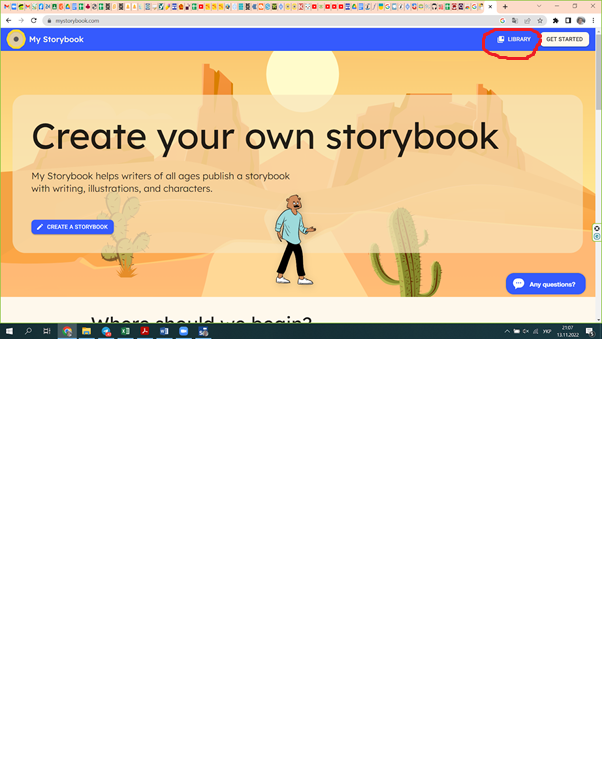 mystorybook.com
My Storybook
LIBRARY
GET STARTED
Create your own storybook
My Storybook helps writers of all ages publish a storybook
with writing, illustrations, and characters.
CREATE A STORYBOOK
Any questions?
Where should we begin?
УКР
21:07
13.11.2022